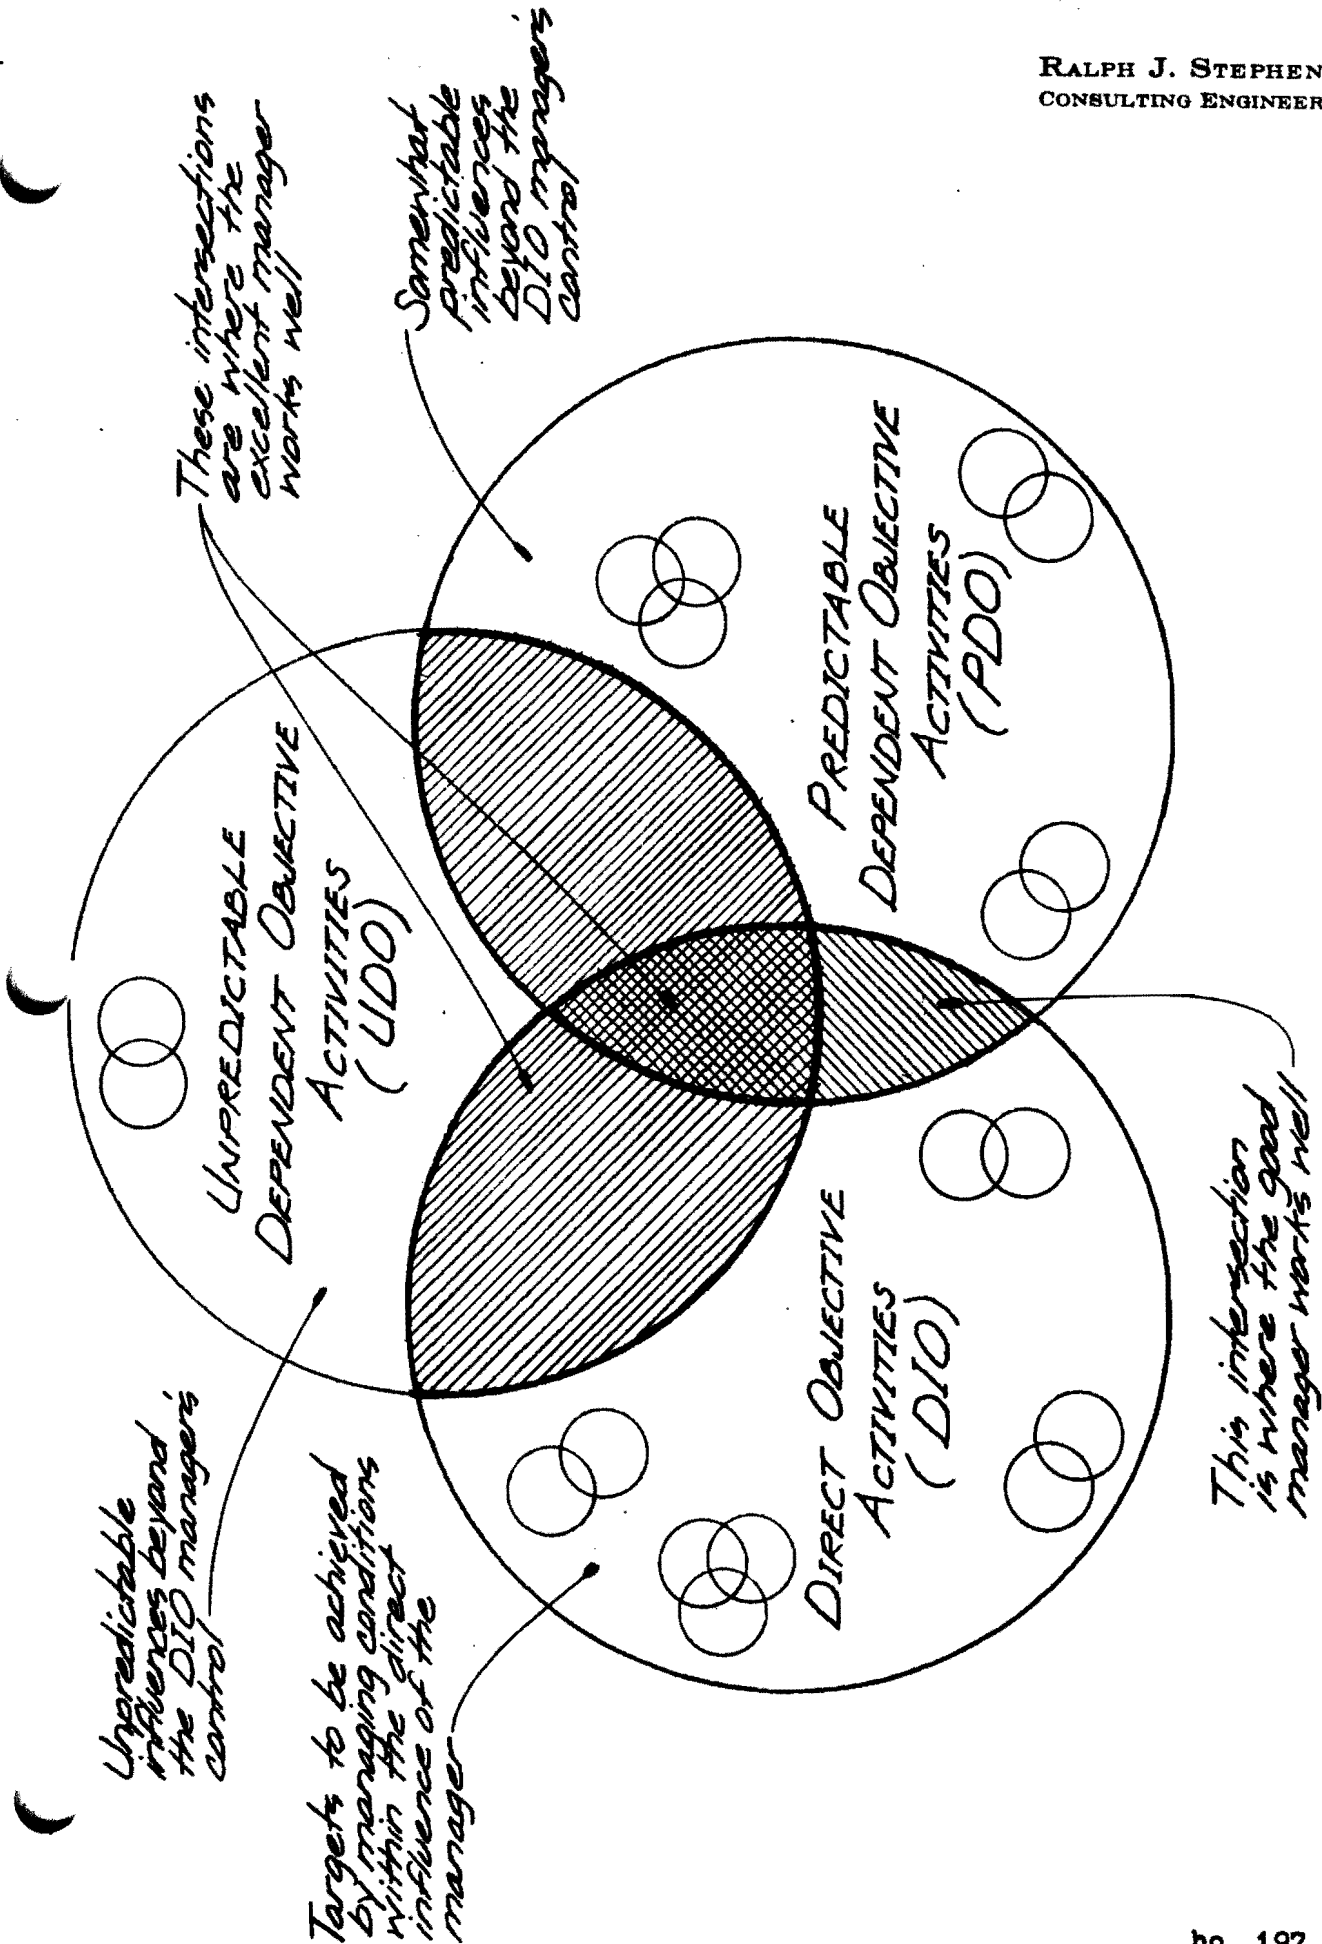 RALPH J. STEPHEN
CONSULTING ENGINEER
These intersections
are where the
excellent manager
works well
Somewhat
predictable
influences
beyond the
DIO manager's
control
Unpredictable
influences beyond
the DIO manager's
control
UNPREDICTABLE
DEPENDENT OBJECTIVE
ACTIVITIES
(UDO)
Targets to be achieved
by managing conditions
within the direct
influence of the
manager
DIRECT OBJECTIVE
ACTIVITIES
(DIO)
PREDICTABLE
DEPENDENT OBJECTIVE
ACTIVITIES
(PDO)
This intersection
is where the good
manager works well
ho 197